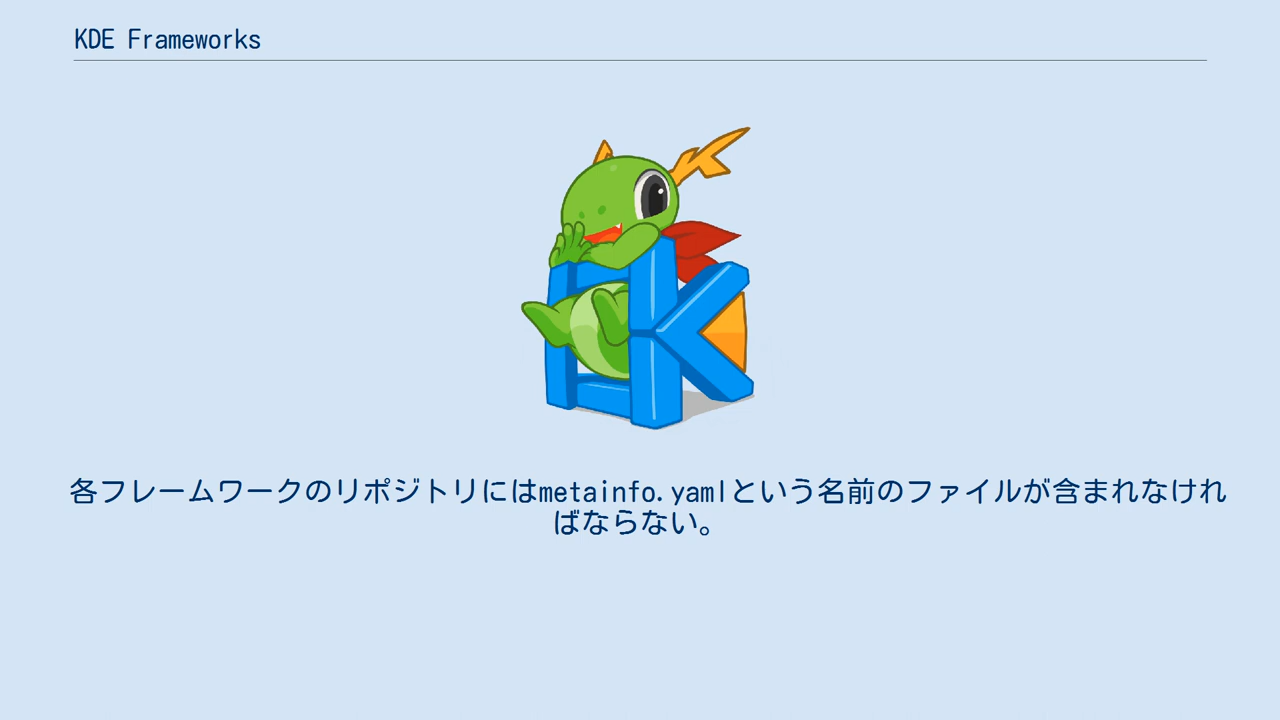 KDE Frameworks
各フレームワークのリポジトリにはmetainfo.yamlという名前のファイルが含まれなけれ
ばならない。